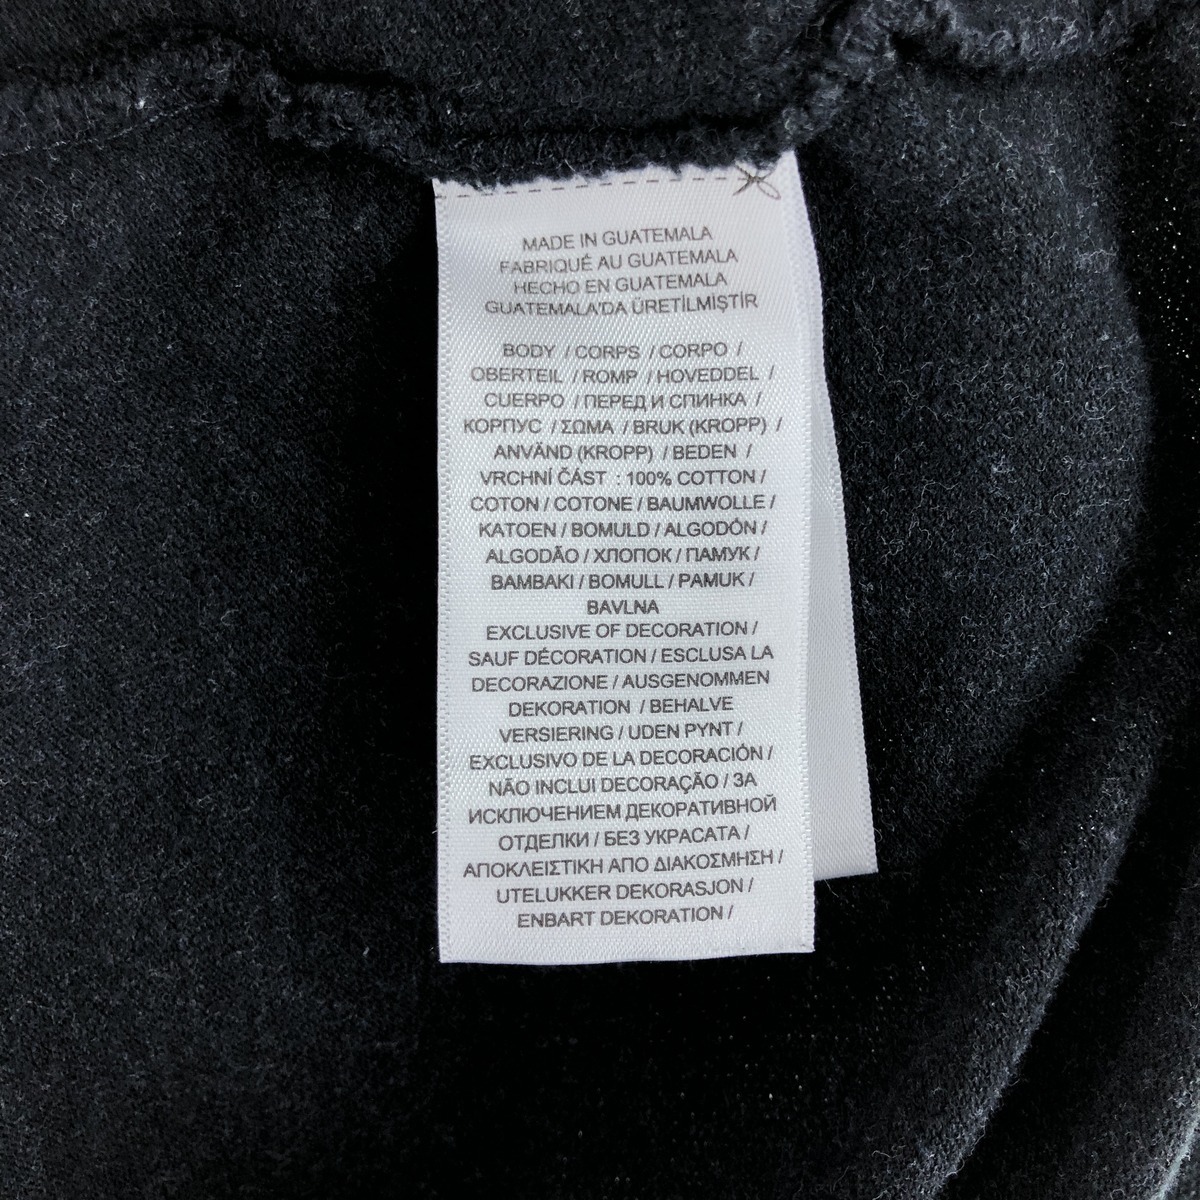 MADE IN GUATEMALA
FABRIQUÉ AU GUATEMALA
HECHO EN GUATEMALA
GUATEMALA'DA ÜRETİLMİŞTİR
BODY / CORPS / CORPO /
OBERTEIL / ROMP / HOVEDDEL /
CUERPO / ПЕРЕД И СПИНКА /
КОРПУС / ΣΩΜΑ / BRUK (KROPP) /
ANVÄND (KROPP) / BEDEN /
VRCHNÍ ČÁST : 100% COTTON /
COTON / COTONE / BAUMWOLLE /
KATOEN / BOMULD / ALGODÓN /
ALGODÃO / ХЛОПОК / ПАМУК /
BAMBAKI / BOMULL / PAMUK /
BAVLNA
EXCLUSIVE OF DECORATION /
SAUF DÉCORATION / ESCLUSA LA
DECORAZIONE / AUSGENOMMEN
DEKORATION / BEHALVE
VERSIERING / UDEN PYNT /
EXCLUSIVO DE LA DECORACIÓN /
NÃO INCLUI DECORAÇÃO / ЗА
ИСКЛЮЧЕНИЕМ ДЕКОРАТИВНОЙ
ОТДЕЛКИ / БЕЗ УКРАСАТА /
ΑΠΟΚΛΕΙΣΤΙΚΗ ΑΠΟ ΔΙΑΚΟΣΜΗΣΗ /
UTELUKKER DEKORASJON /
ENBART DEKORATION /